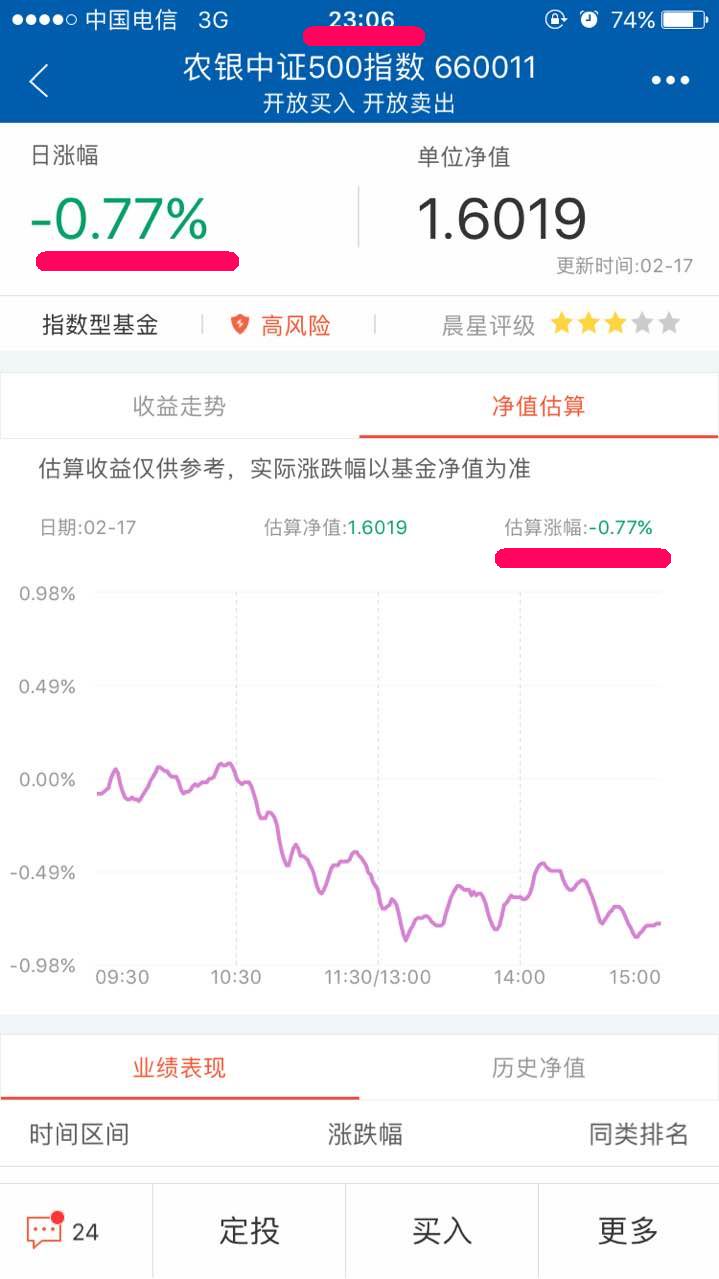 中国电信 3G 23:06 74%
农银中证500指数 660011
开放买入 开放卖出
日涨幅 单位净值
-0.77% 1.6019
更新时间:02-17
指数型基金 高风险 晨星评级
收益走势 净值估算
估算收益仅供参考，实际涨跌幅以基金净值为准
日期:02-17 估算净值:1.6019 估算涨幅:-0.77%
0.98%
0.49%
0.00%
-0.49%
-0.98%
09:30 10:30 11:30/13:00 14:00 15:00
业绩表现 历史净值
时间区间 涨跌幅 同类排名
24 定投 买入 更多